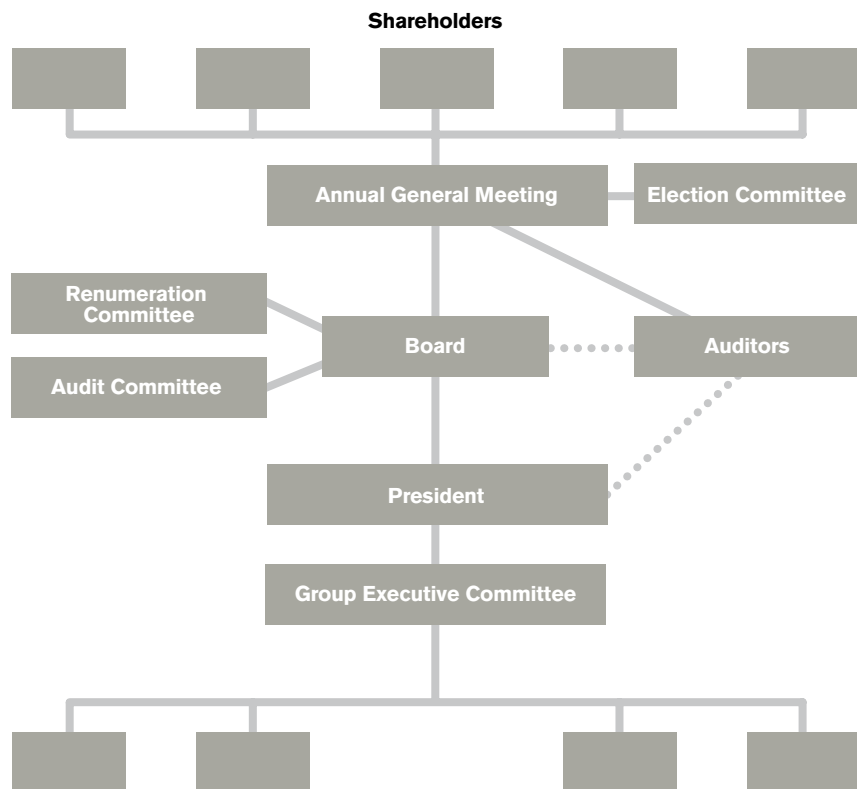 Shareholders
Annual General Meeting
Election Committee
Renumeration
Committee
Board
Auditors
Audit Committee
President
Group Executive Committee